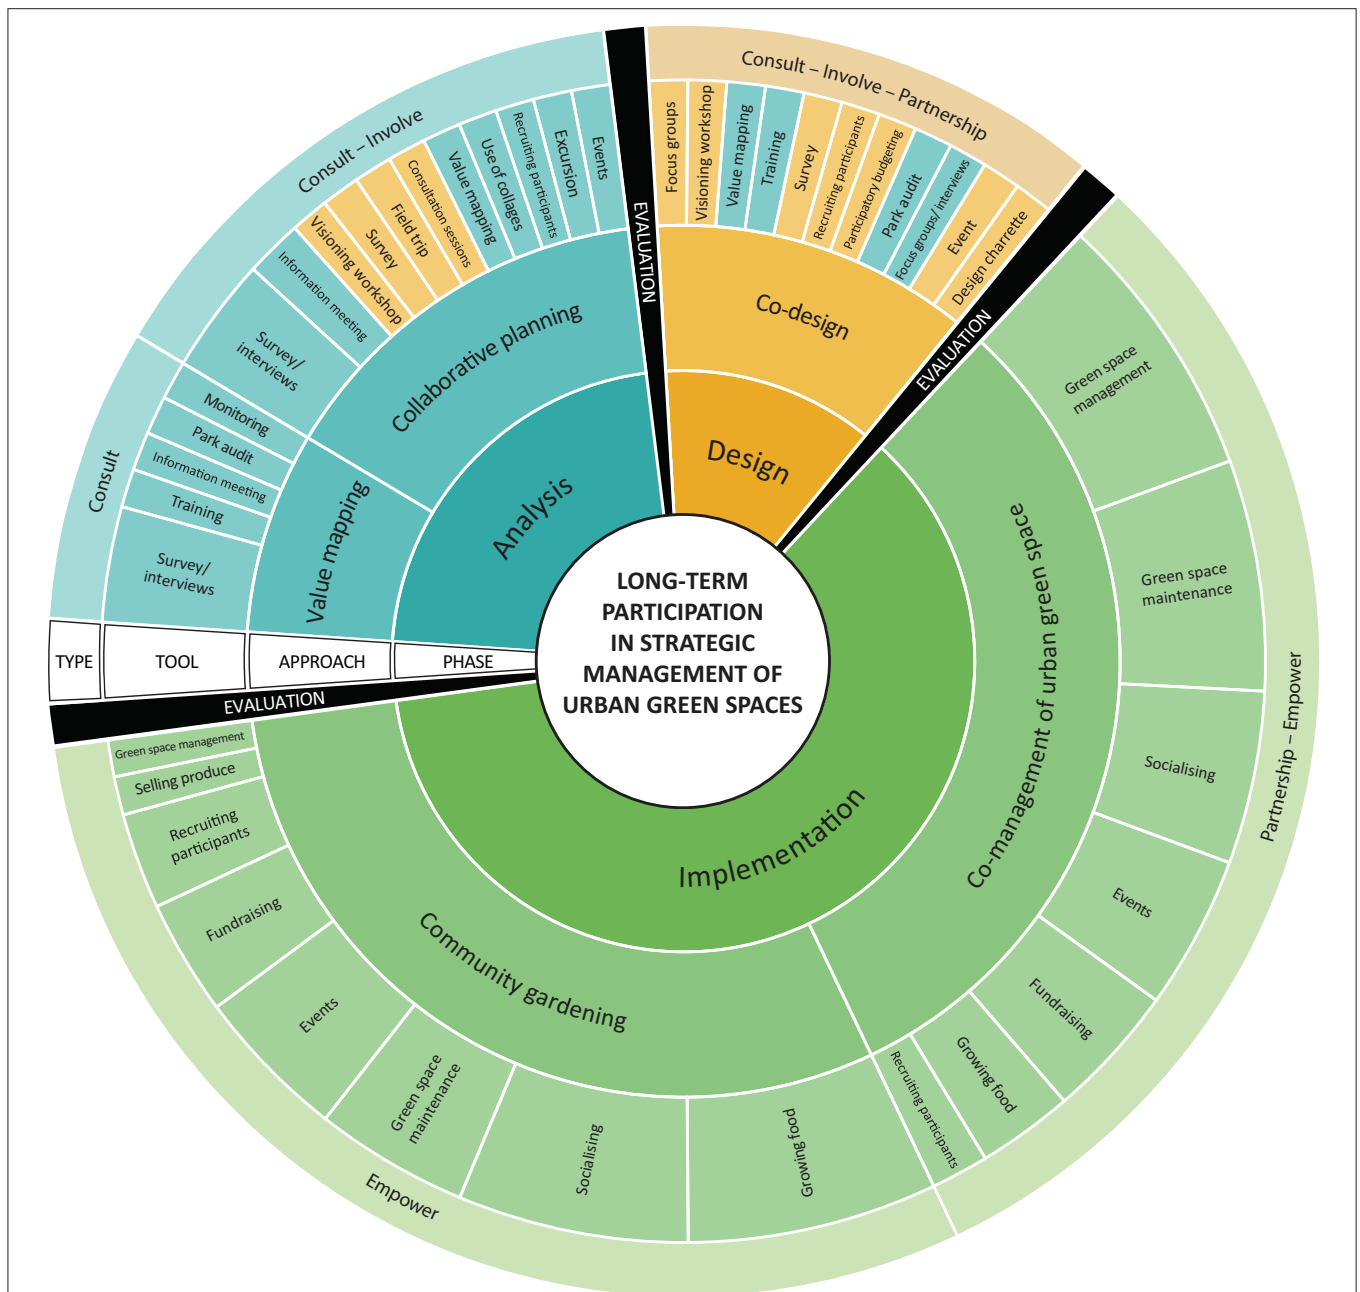 LONG-TERM
PARTICIPATION
IN STRATEGIC
MANAGEMENT OF
URBAN GREEN SPACES
TYPE
TOOL
APPROACH
PHASE
Analysis
Value mapping
Consult
Survey/
interviews
Training
Information meeting
Park audit
Monitoring
Collaborative planning
Consult – Involve
Survey/
interviews
Information meeting
Visioning workshop
Survey
Field trip
Consultation sessions
Value mapping
Use of collages
Recruiting
participants
Excursion
Events
EVALUATION
Design
Co-design
Consult – Involve – Partnership
Focus groups
Visioning workshop
Value mapping
Training
Survey
Recruiting participants
Participatory budgeting
Park audit
Focus groups/ interviews
Event
Design charrette
EVALUATION
Implementation
Co-management of urban green space
Partnership – Empower
Green space
management
Green space
maintenance
Socialising
Events
Fundraising
Growing food
Recruiting participants
Community gardening
Empower
Growing food
Socialising
Green space
maintenance
Events
Fundraising
Recruiting
participants
Selling produce
Green space management
EVALUATION